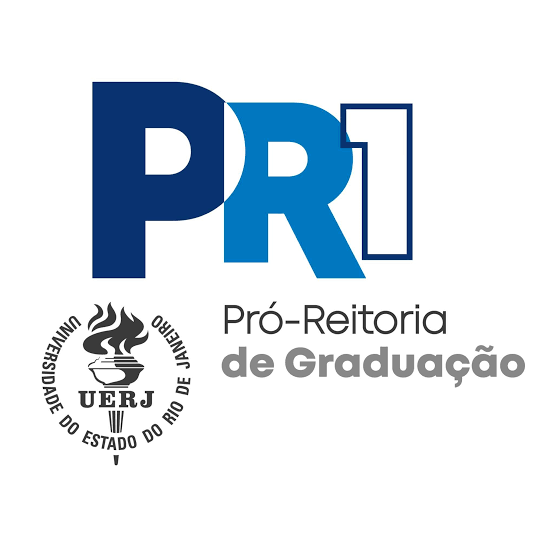 PR1
Pró-Reitoria
de Graduação
UNIVERSIDADE DO ESTADO DO RIO DE JANEIRO
UERJ